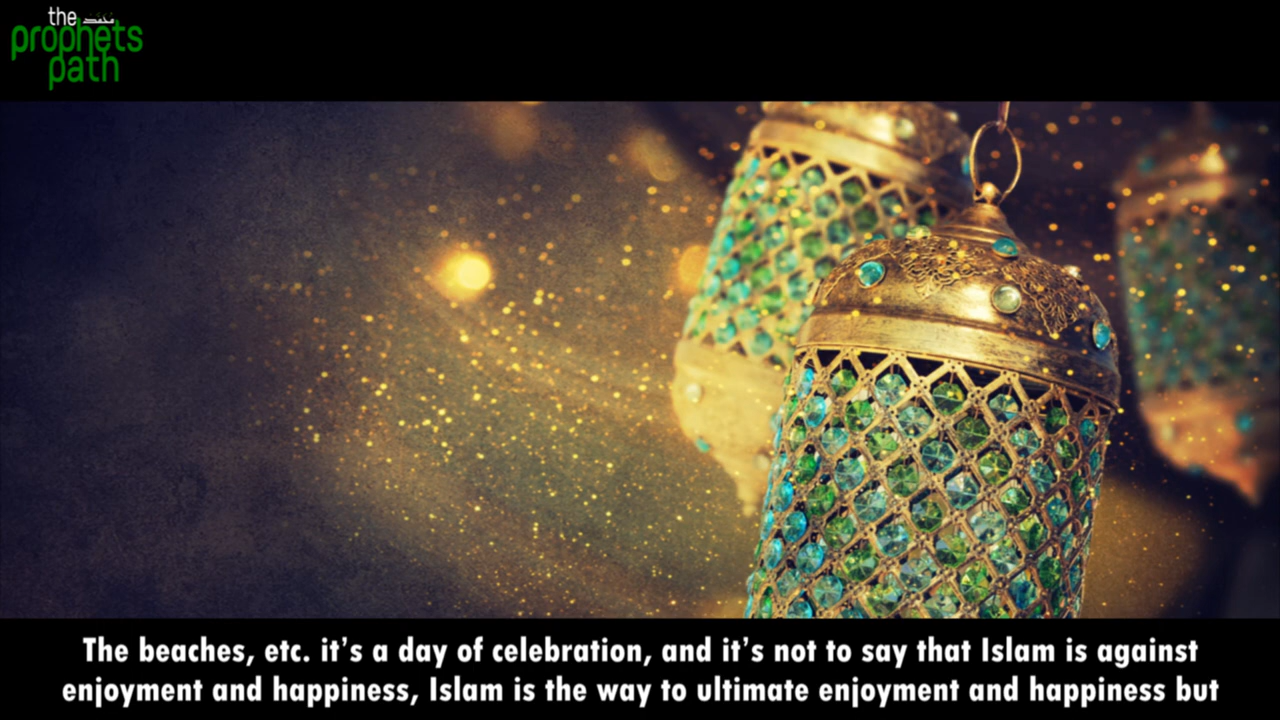 the محمد
prophets
path
The beaches, etc. it’s a day of celebration, and it’s not to say that Islam is against
enjoyment and happiness, Islam is the way to ultimate enjoyment and happiness but